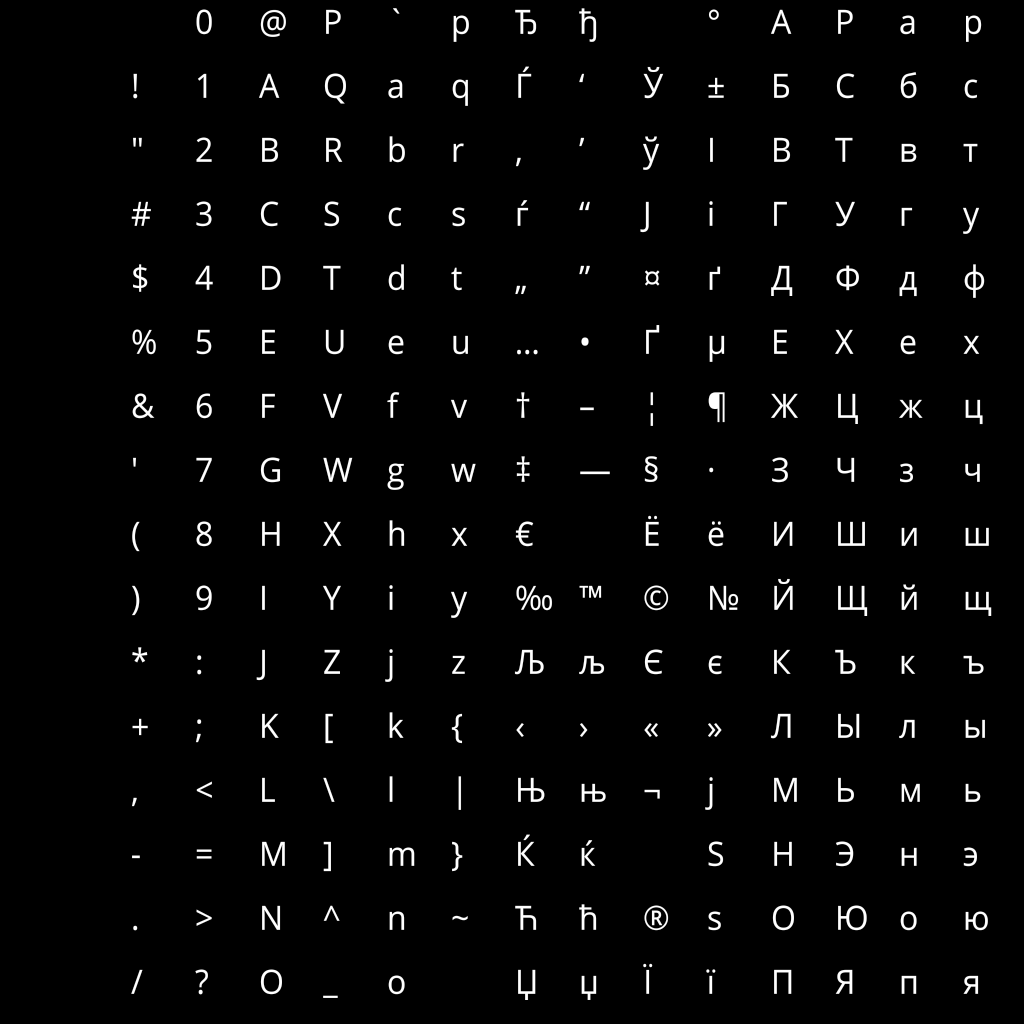 0 @ P ` p Ђ ђ ° А Р а р
! 1 A Q a q Ѓ ‘ Ў ± Б С б с
" 2 B R b r ‚ ’ ў І В Т в т
# 3 C S c s ѓ “ Ј і Г У г у
$ 4 D T d t „ ” ¤ ґ Д Ф д ф
% 5 E U e u … • Ґ µ Е Х е х
& 6 F V f v † – ¦ ¶ Ж Ц ж ц
' 7 G W g w ‡ — § · З Ч з ч
( 8 H X h x € Ё ё И Ш и ш
) 9 I Y i y ‰ ™ © № Й Щ й щ
* : J Z j z Љ љ Є є К Ъ к ъ
+ ; K [ k { ‹ › « » Л Ы л ы
, < L \ l | Њ њ ¬ ј М Ь м ь
- = M ] m } Ќ ќ Ѕ Н Э н э
. > N ^ n ~ Ћ ћ ® ѕ О Ю о ю
/ ? O _ o Џ џ Ї ї П Я п я